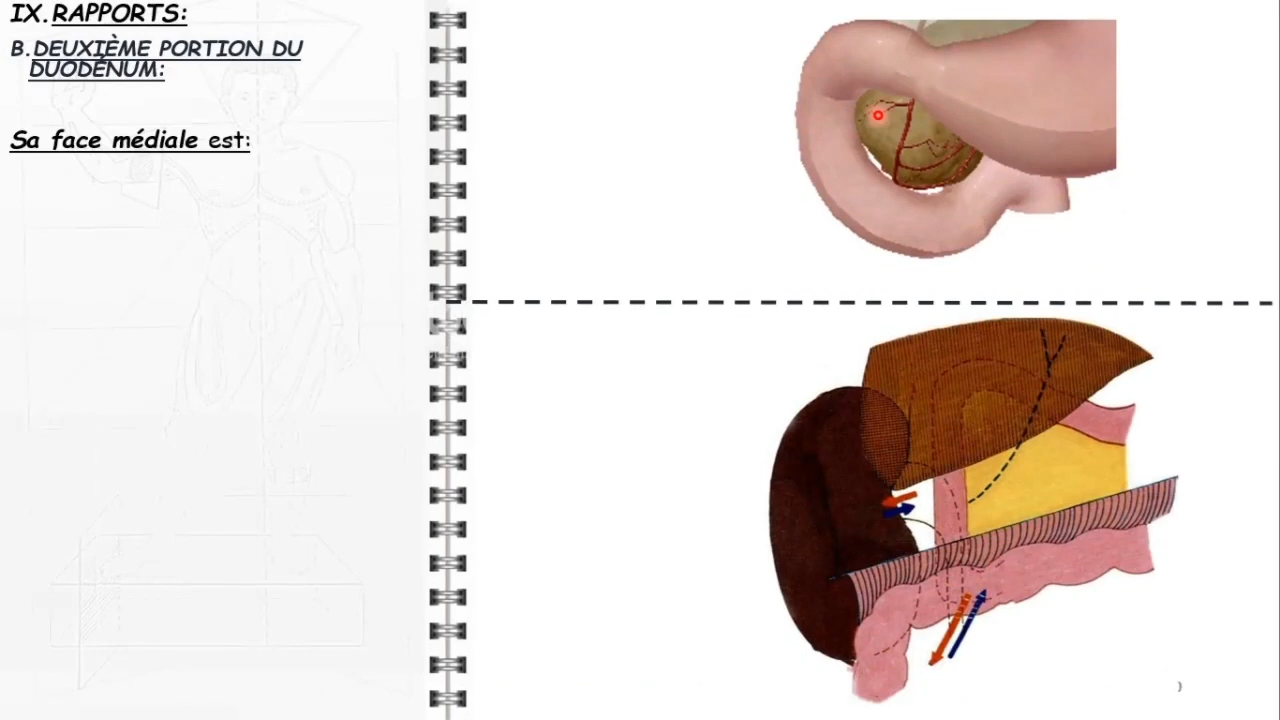 IX. RAPPORTS:
B. DEUXIÈME PORTION DU
DUODÉNUM:
Sa face médiale est: